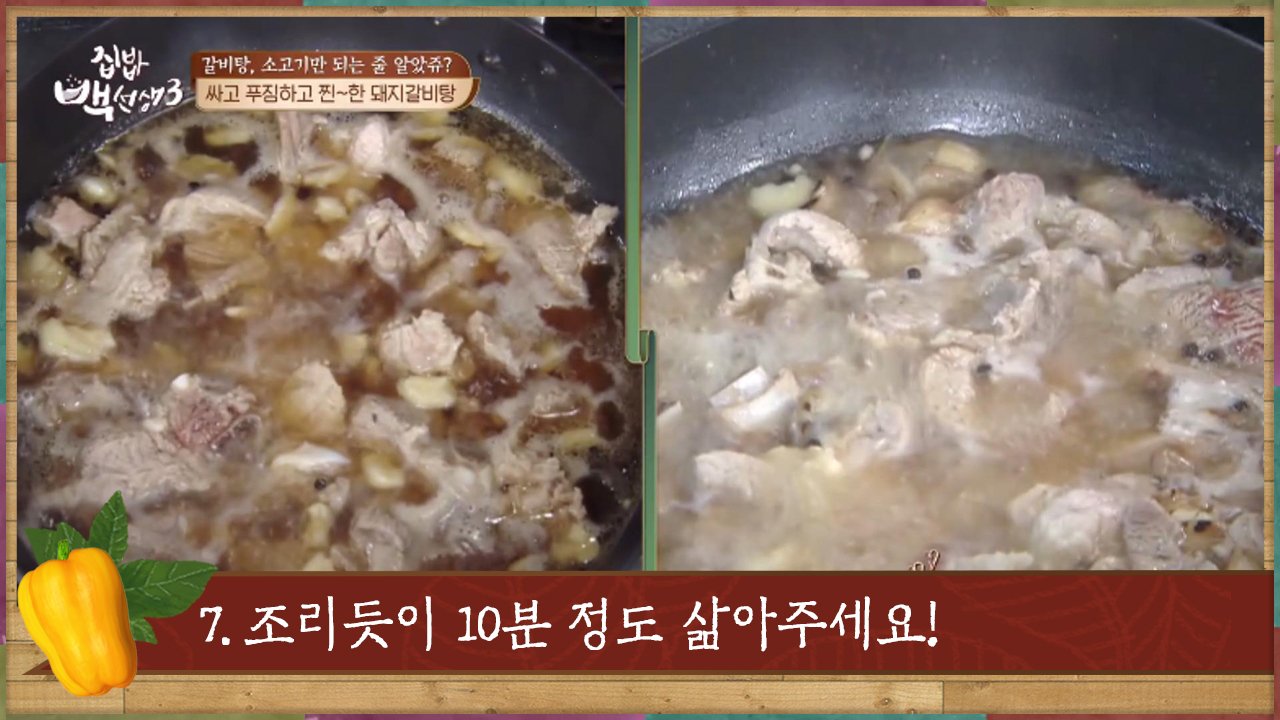 집밥
백선생3
갈비탕, 소고기만 되는 줄 알았쥬?
싸고 푸짐하고 찐~한 돼지갈비탕
7. 조리듯이 10분 정도 삶아주세요!